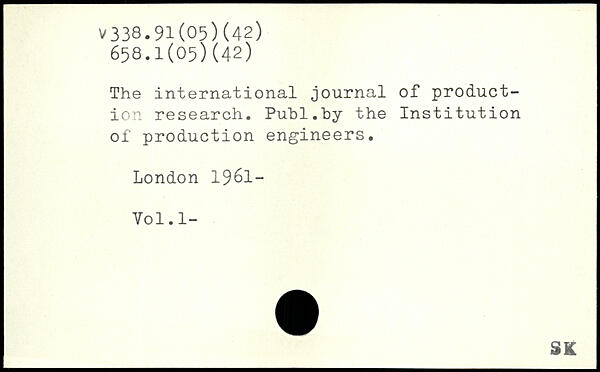 v338.91(05)(42)
658.1(05)(42)
The international journal of product-
ion research. Publ.by the Institution
of production engineers.
London 1961-
Vol.1-
SK